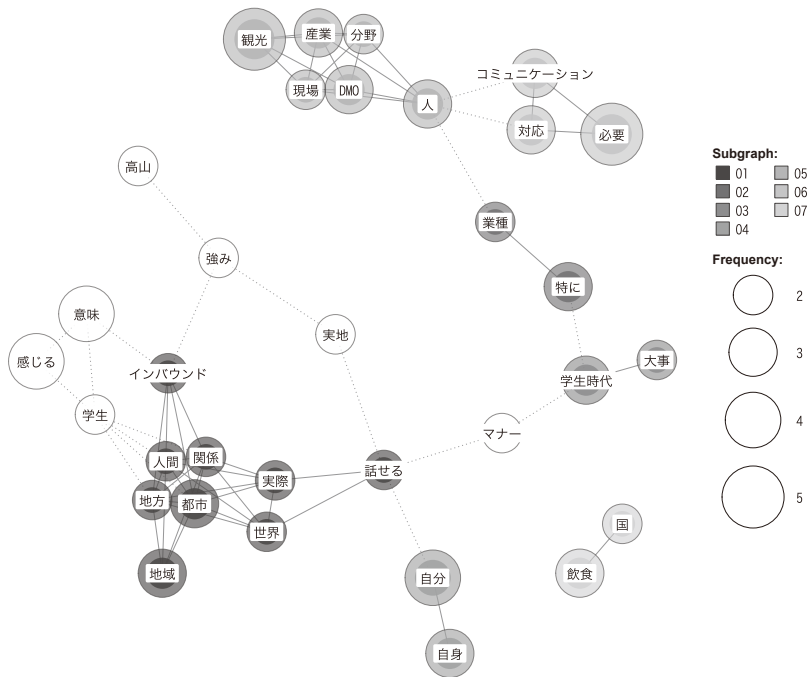 観光
産業
分野
現場
DMO
人
コミュニケーション
対応
必要
高山
業種
強み
特に
意味
実地
感じる
インバウンド
学生時代
大事
学生
マナー
人間
関係
話せる
実際
地方
都市
世界
国
地域
自分
飲食
自身
Subgraph:
01 05
02 06
03 07
04
Frequency:
2
3
4
5